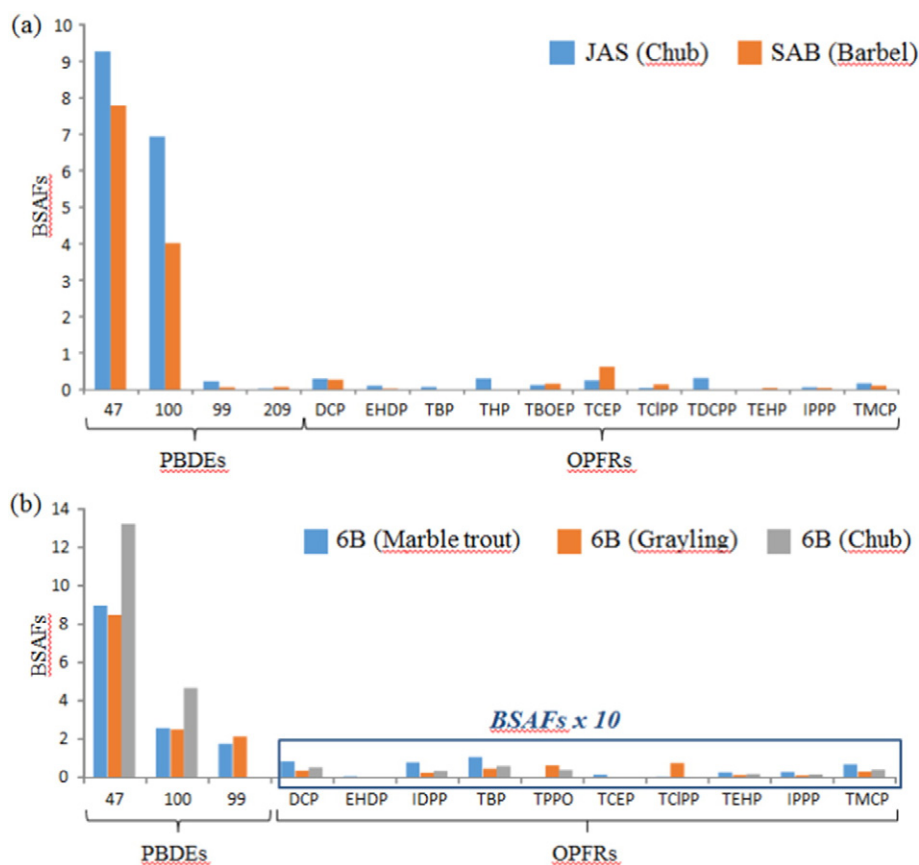 (a)
JAS (Chub) SAB (Barbel)
BSAFs
10
9
8
7
6
5
4
3
2
1
0
47 100 99 209 DCP EHDP TBP THP TBOEP TCEP TClPP TDCPP TEHP IPPP TMCP
PBDEs OPFRs
(b)
6B (Marble trout) 6B (Grayling) 6B (Chub)
BSAFs
14
12
10
8
6
4
2
0
BSAFs x 10
47 100 99 DCP EHDP IDPP TBP TPPO TCEP TClPP TEHP IPPP TMCP
PBDEs OPFRs